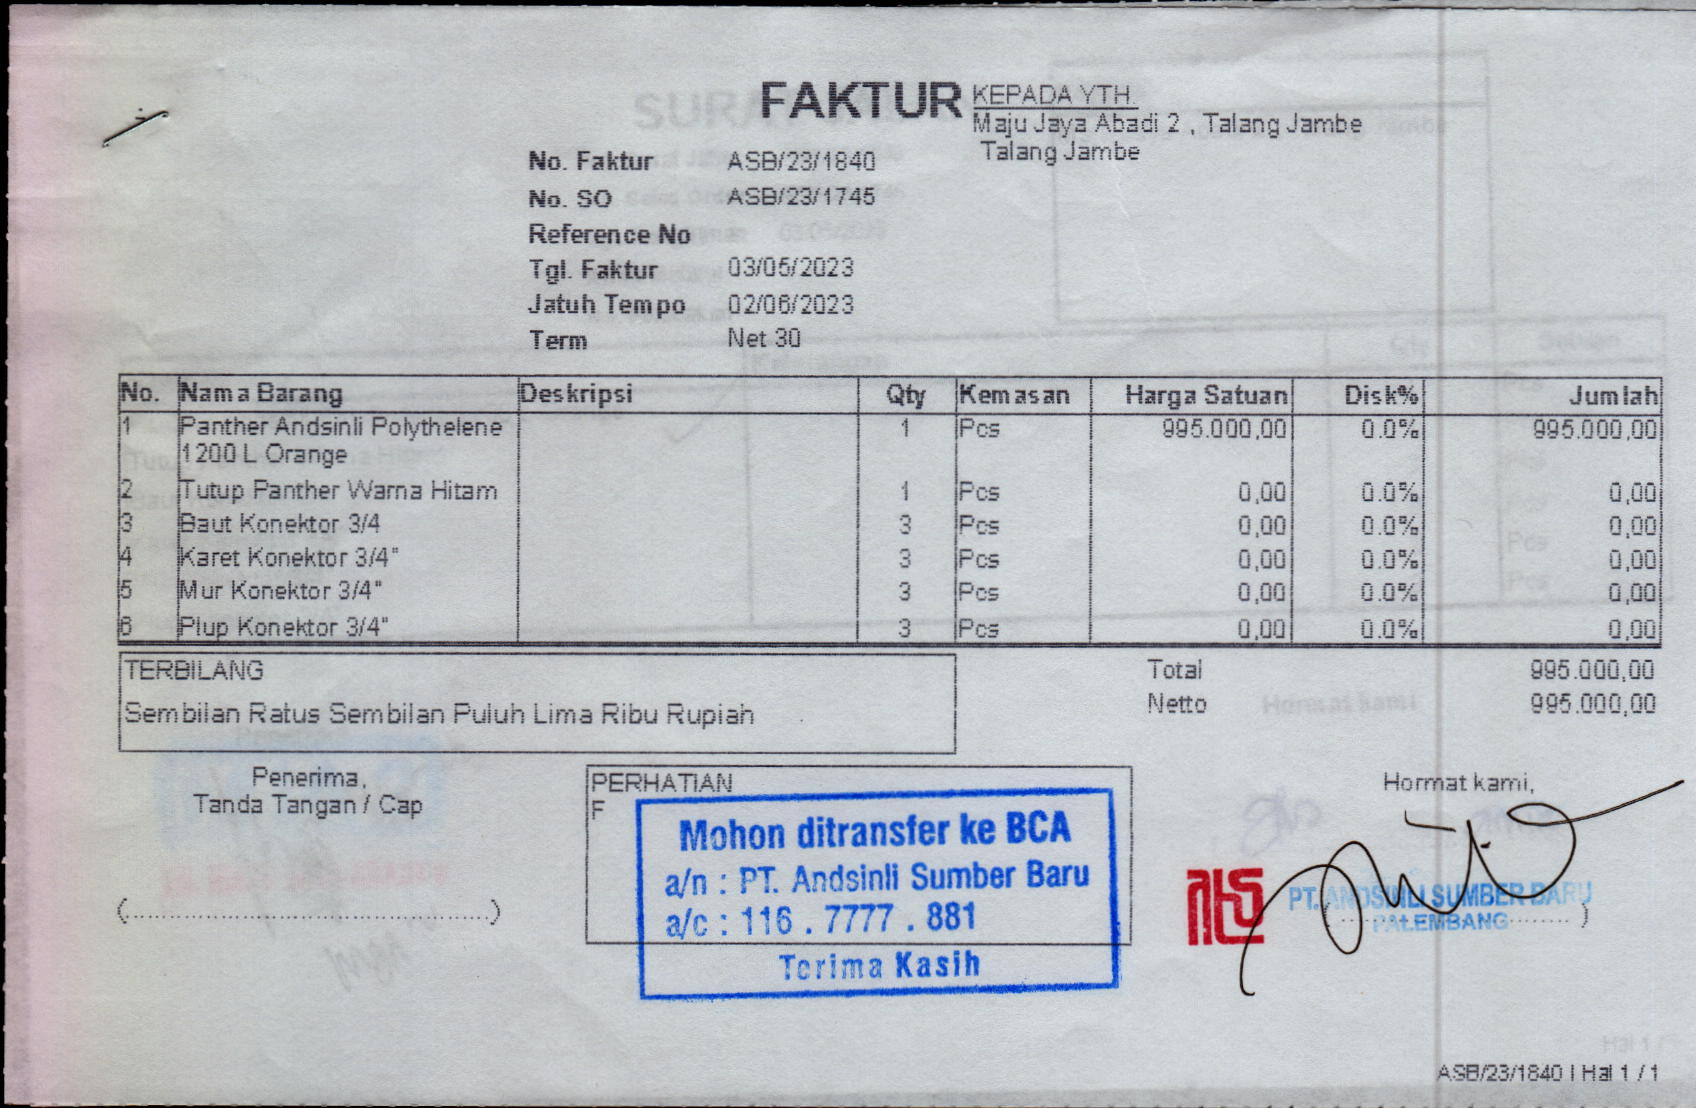 FAKTUR
KEPADA YTH.
Maju Jaya Abadi 2 , Talang Jambe
Talang Jambe
No. Faktur ASB/23/1840
No. SO ASB/23/1745
Reference No
Tgl. Faktur 03/05/2023
Jatuh Tempo 02/06/2023
Term Net 30
No. Nama Barang Deskripsi Qty Kemasan Harga Satuan Disk% Jumlah
1 Panther Andsinli Polythelene 1 Pcs 995.000,00 0.0% 995.000,00
1200 L Orange
2 Tutup Panther Warna Hitam 1 Pcs 0,00 0.0% 0,00
3 Baut Konektor 3/4 3 Pcs 0,00 0.0% 0,00
4 Karet Konektor 3/4" 3 Pcs 0,00 0.0% 0,00
5 Mur Konektor 3/4" 3 Pcs 0,00 0.0% 0,00
6 Plup Konektor 3/4" 3 Pcs 0,00 0.0% 0,00
TERBILANG
Sembilan Ratus Sembilan Puluh Lima Ribu Rupiah
Total 995.000,00
Netto 995.000,00
Penerima,
Tanda Tangan / Cap
(........................................)
PERHATIAN
F
Mohon ditransfer ke BCA
a/n : PT. Andsinli Sumber Baru
a/c : 116 . 7777 . 881
Terima Kasih
Hormat kami,
PT. ANDSINLI SUMBER BARU
PALEMBANG
ASB/23/1840 | Hal 1 / 1